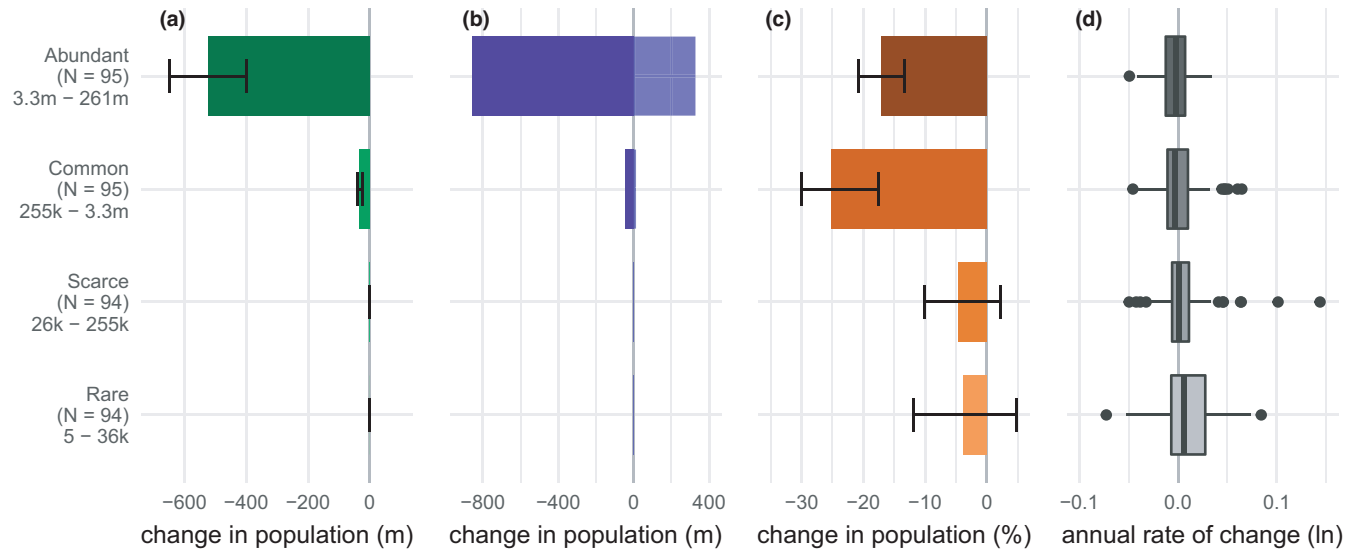 (a)
(b)
(c)
(d)
Abundant
(N = 95)
3.3m − 261m
Common
(N = 95)
255k − 3.3m
Scarce
(N = 94)
26k − 255k
Rare
(N = 94)
5 − 36k
−600 −400 −200 0
−800 −400 0 400
−30 −20 −10 0
−0.1 0.0 0.1
change in population (m)
change in population (m)
change in population (%)
annual rate of change (ln)